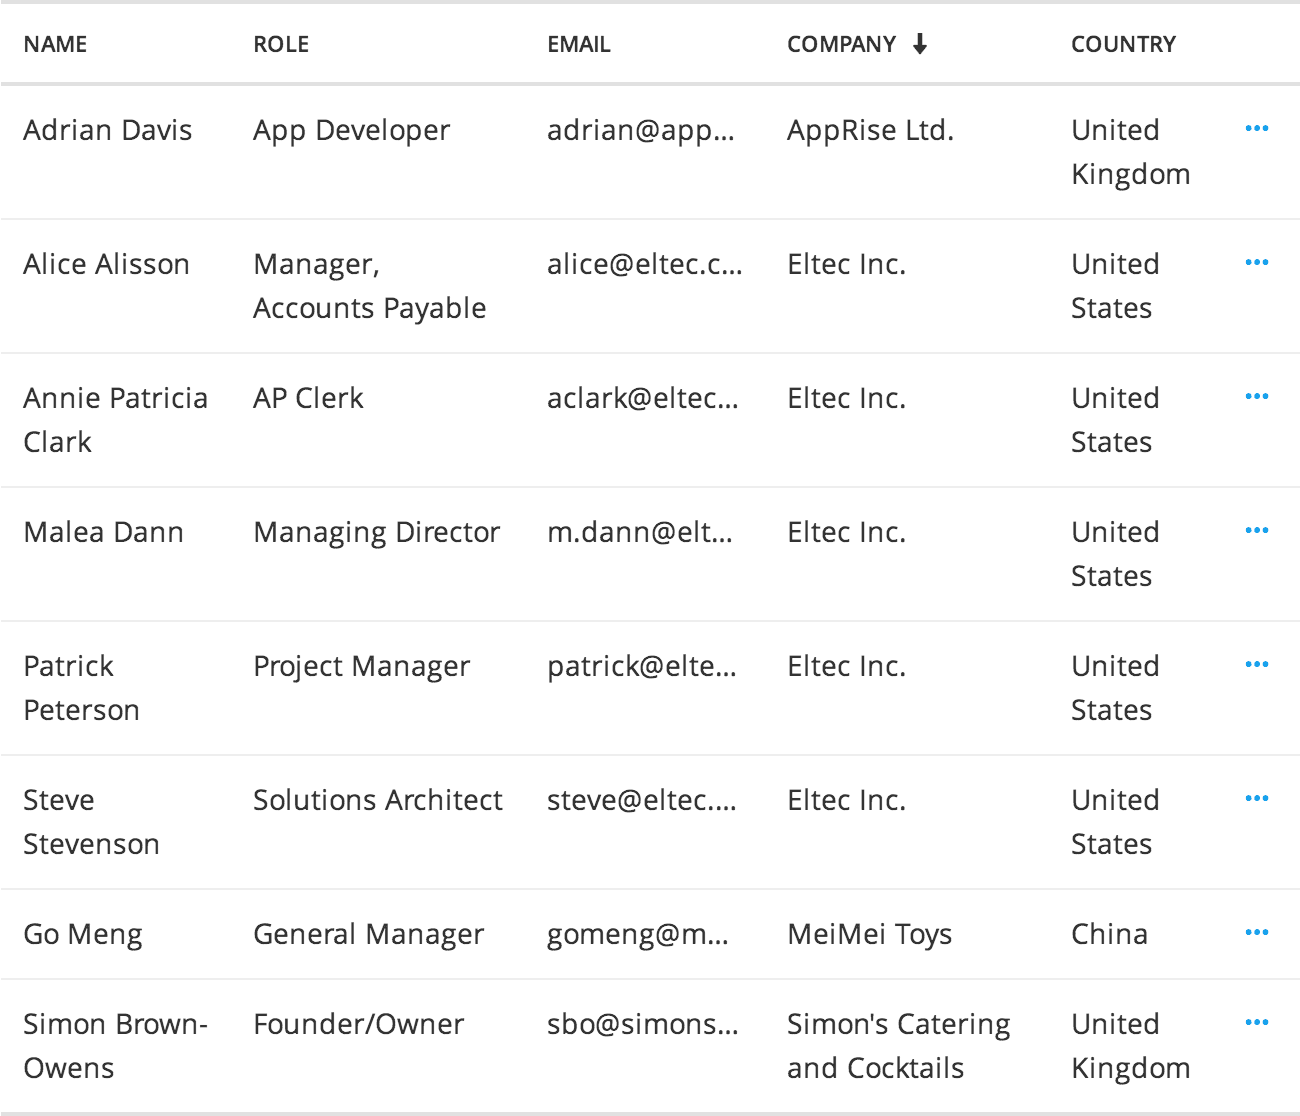 NAME ROLE EMAIL COMPANY COUNTRY
Adrian Davis App Developer adrian@app... AppRise Ltd. United
Kingdom
Alice Alisson Manager, alice@eltec.c... Eltec Inc. United
Accounts Payable States
Annie Patricia AP Clerk aclark@eltec... Eltec Inc. United
Clark States
Malea Dann Managing Director m.dann@elt... Eltec Inc. United
States
Patrick Project Manager patrick@elte... Eltec Inc. United
Peterson States
Steve Solutions Architect steve@eltec.... Eltec Inc. United
Stevenson States
Go Meng General Manager gomeng@m... MeiMei Toys China
Simon Brown- Founder/Owner sbo@simons... Simon's Catering United
Owens and Cocktails Kingdom